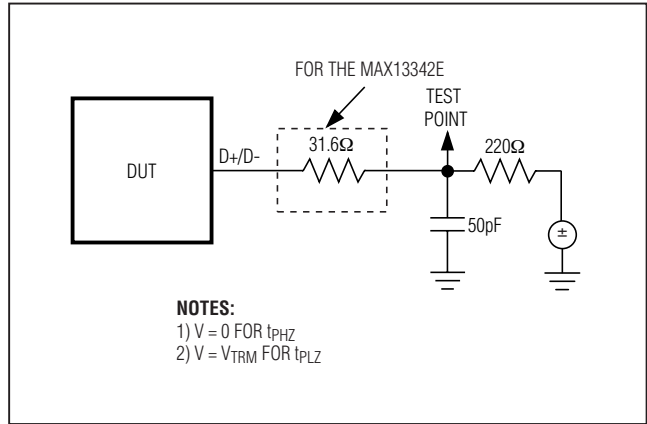 FOR THE MAX13342E
TEST
POINT
31.6Ω
220Ω
D+/D-
DUT
50pF
±
NOTES:
1) V = 0 FOR tPHZ
2) V = VTRM FOR tPLZ